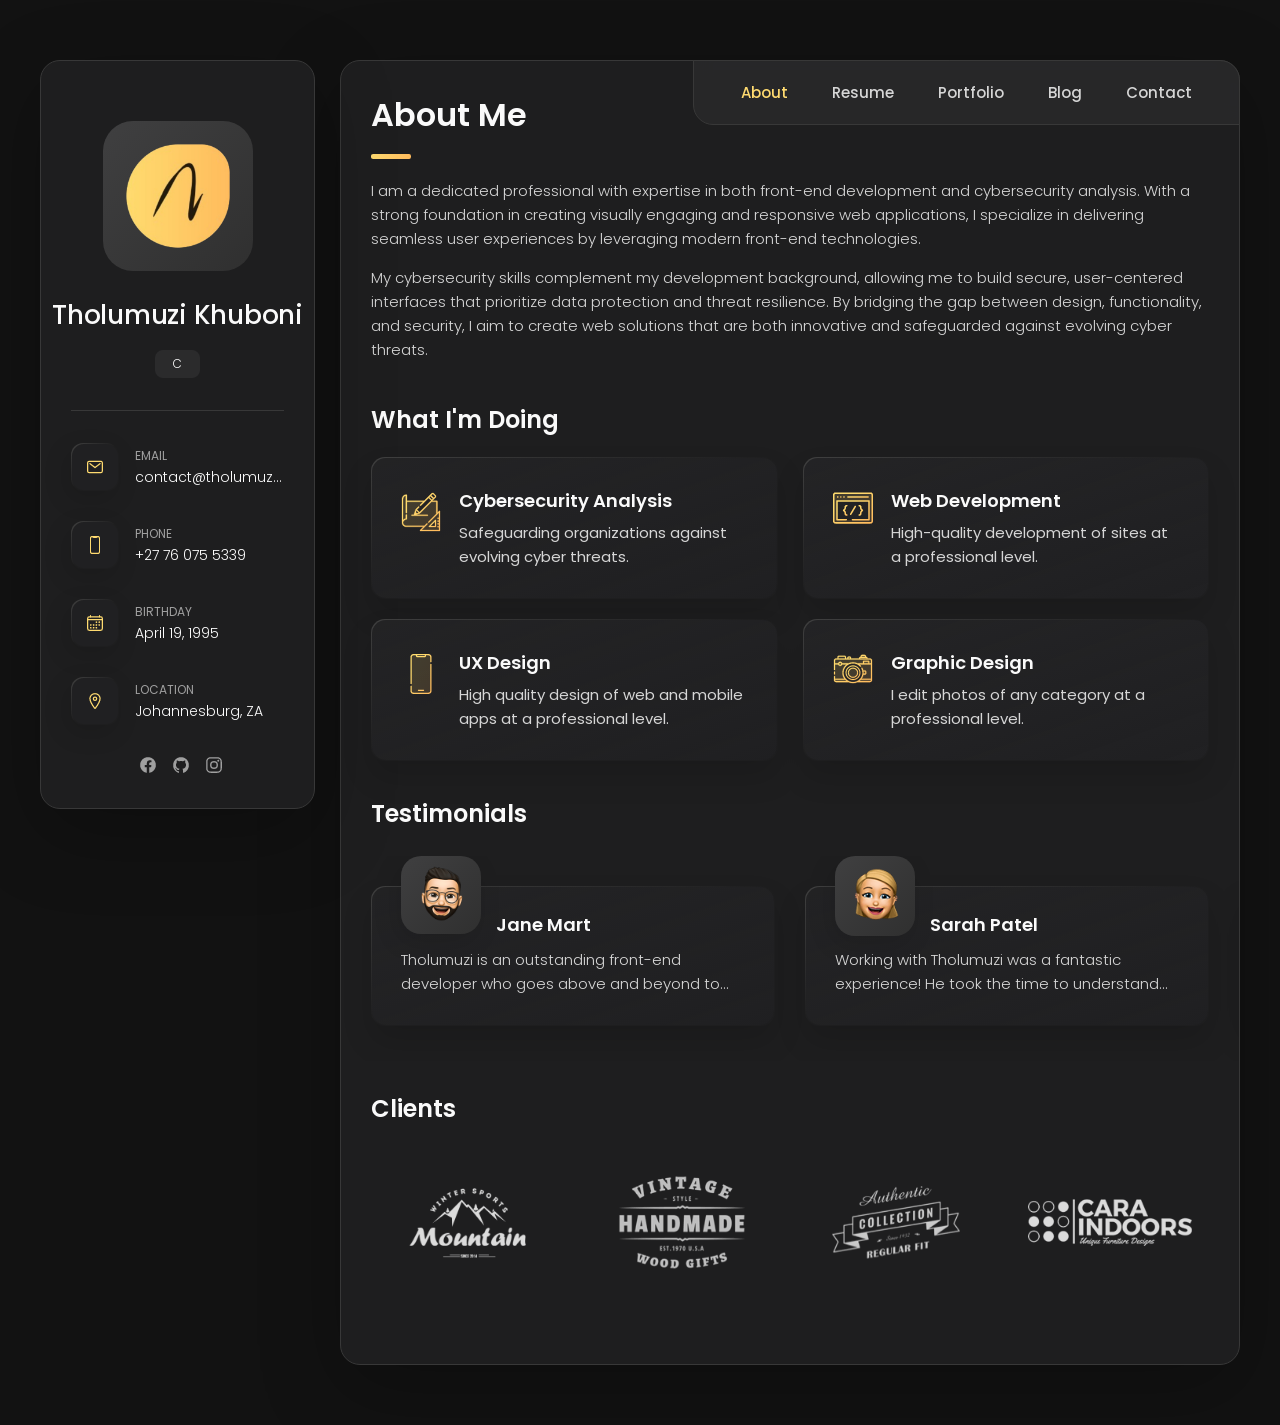 Tholumuzi Khuboni
C
EMAIL
contact@tholumuz...
PHONE
+27 76 075 5339
BIRTHDAY
April 19, 1995
LOCATION
Johannesburg, ZA
About
Resume
Portfolio
Blog
Contact
About Me
I am a dedicated professional with expertise in both front-end development and cybersecurity analysis. With a
strong foundation in creating visually engaging and responsive web applications, I specialize in delivering
seamless user experiences by leveraging modern front-end technologies.
My cybersecurity skills complement my development background, allowing me to build secure, user-centered
interfaces that prioritize data protection and threat resilience. By bridging the gap between design, functionality,
and security, I aim to create web solutions that are both innovative and safeguarded against evolving cyber
threats.
What I'm Doing
Cybersecurity Analysis
Safeguarding organizations against
evolving cyber threats.
Web Development
High-quality development of sites at
a professional level.
UX Design
High quality design of web and mobile
apps at a professional level.
Graphic Design
I edit photos of any category at a
professional level.
Testimonials
Jane Mart
Tholumuzi is an outstanding front-end
developer who goes above and beyond to...
Sarah Patel
Working with Tholumuzi was a fantastic
experience! He took the time to understand...
Clients
WINTER SPORTS
Mountain
VINTAGE
- STYLE -
HANDMADE
EST.1970 U.S.A
WOOD GIFTS
Authentic
COLLECTION
REGULAR FIT
CARA
INDOORS
Unique Furniture Designs